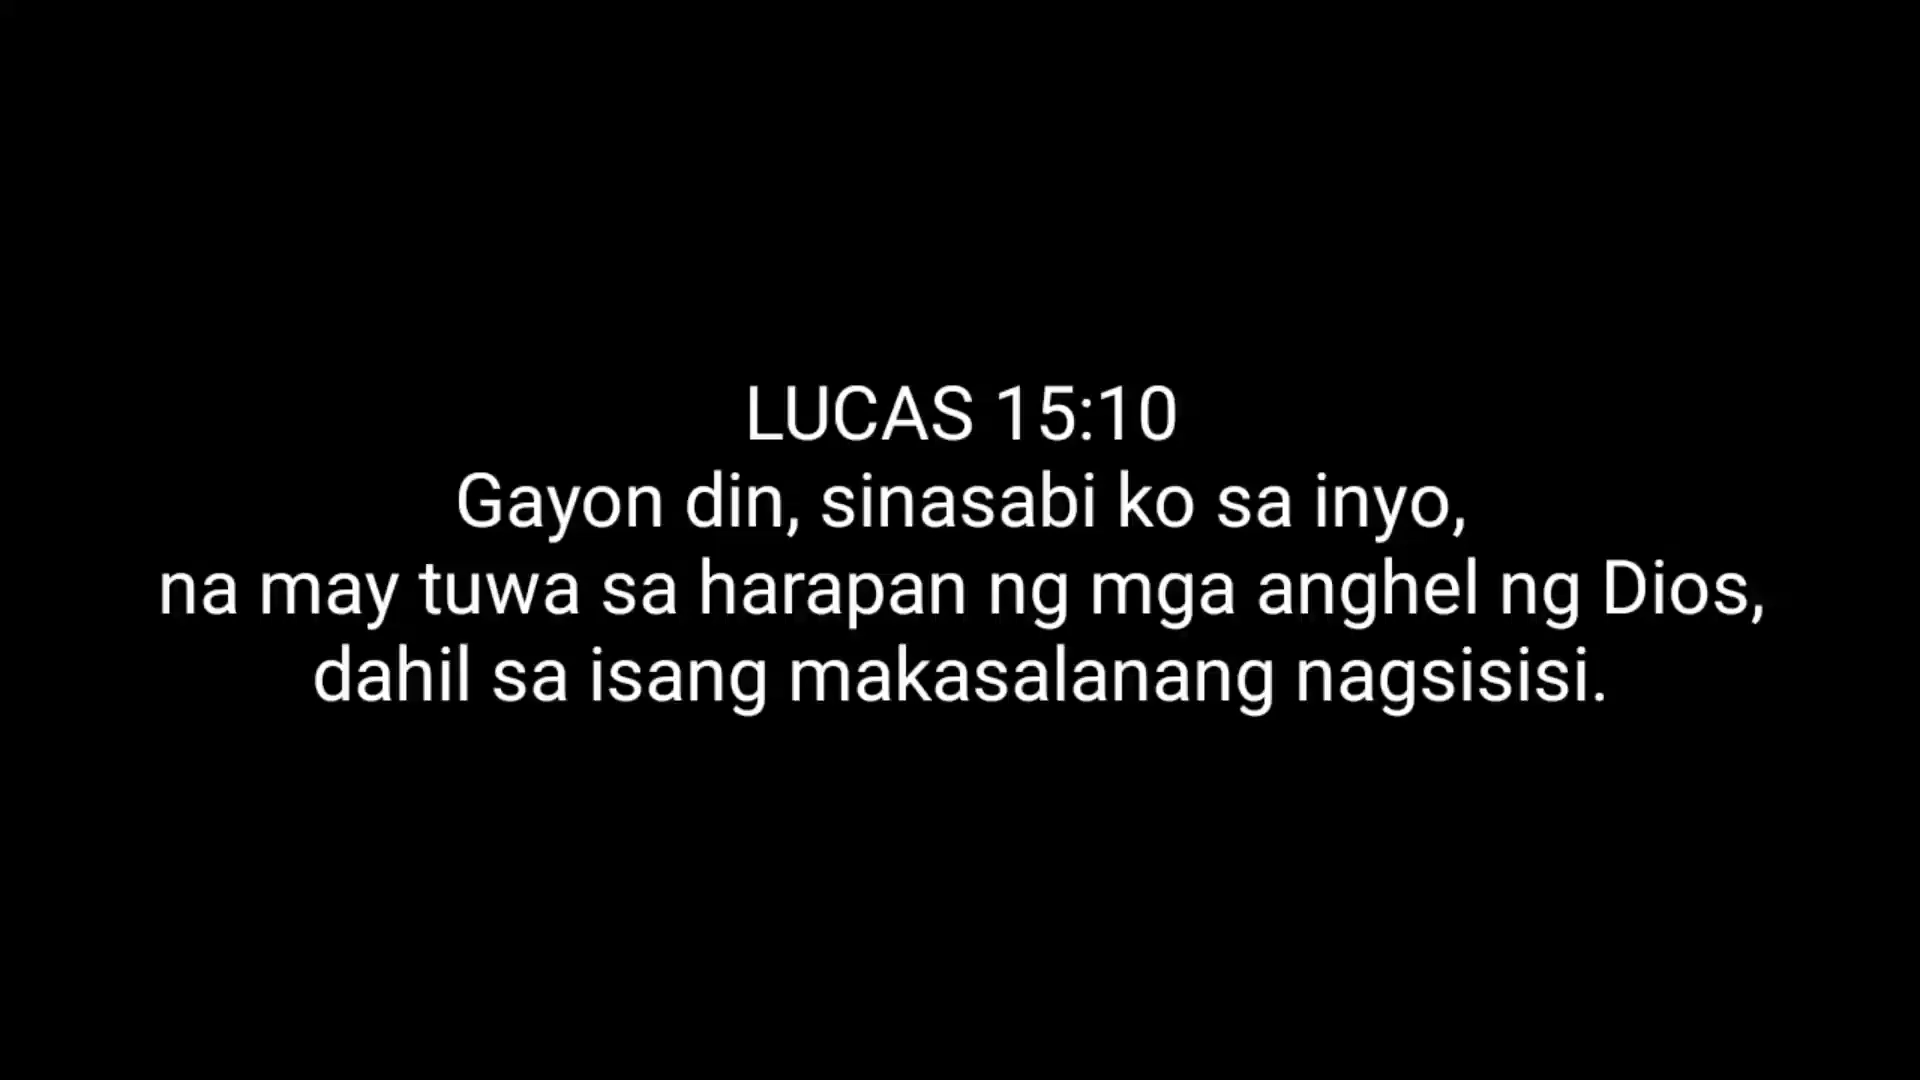 LUCAS 15:10
Gayon din, sinasabi ko sa inyo,
na may tuwa sa harapan ng mga anghel ng Dios,
dahil sa isang makasalanang nagsisisi.